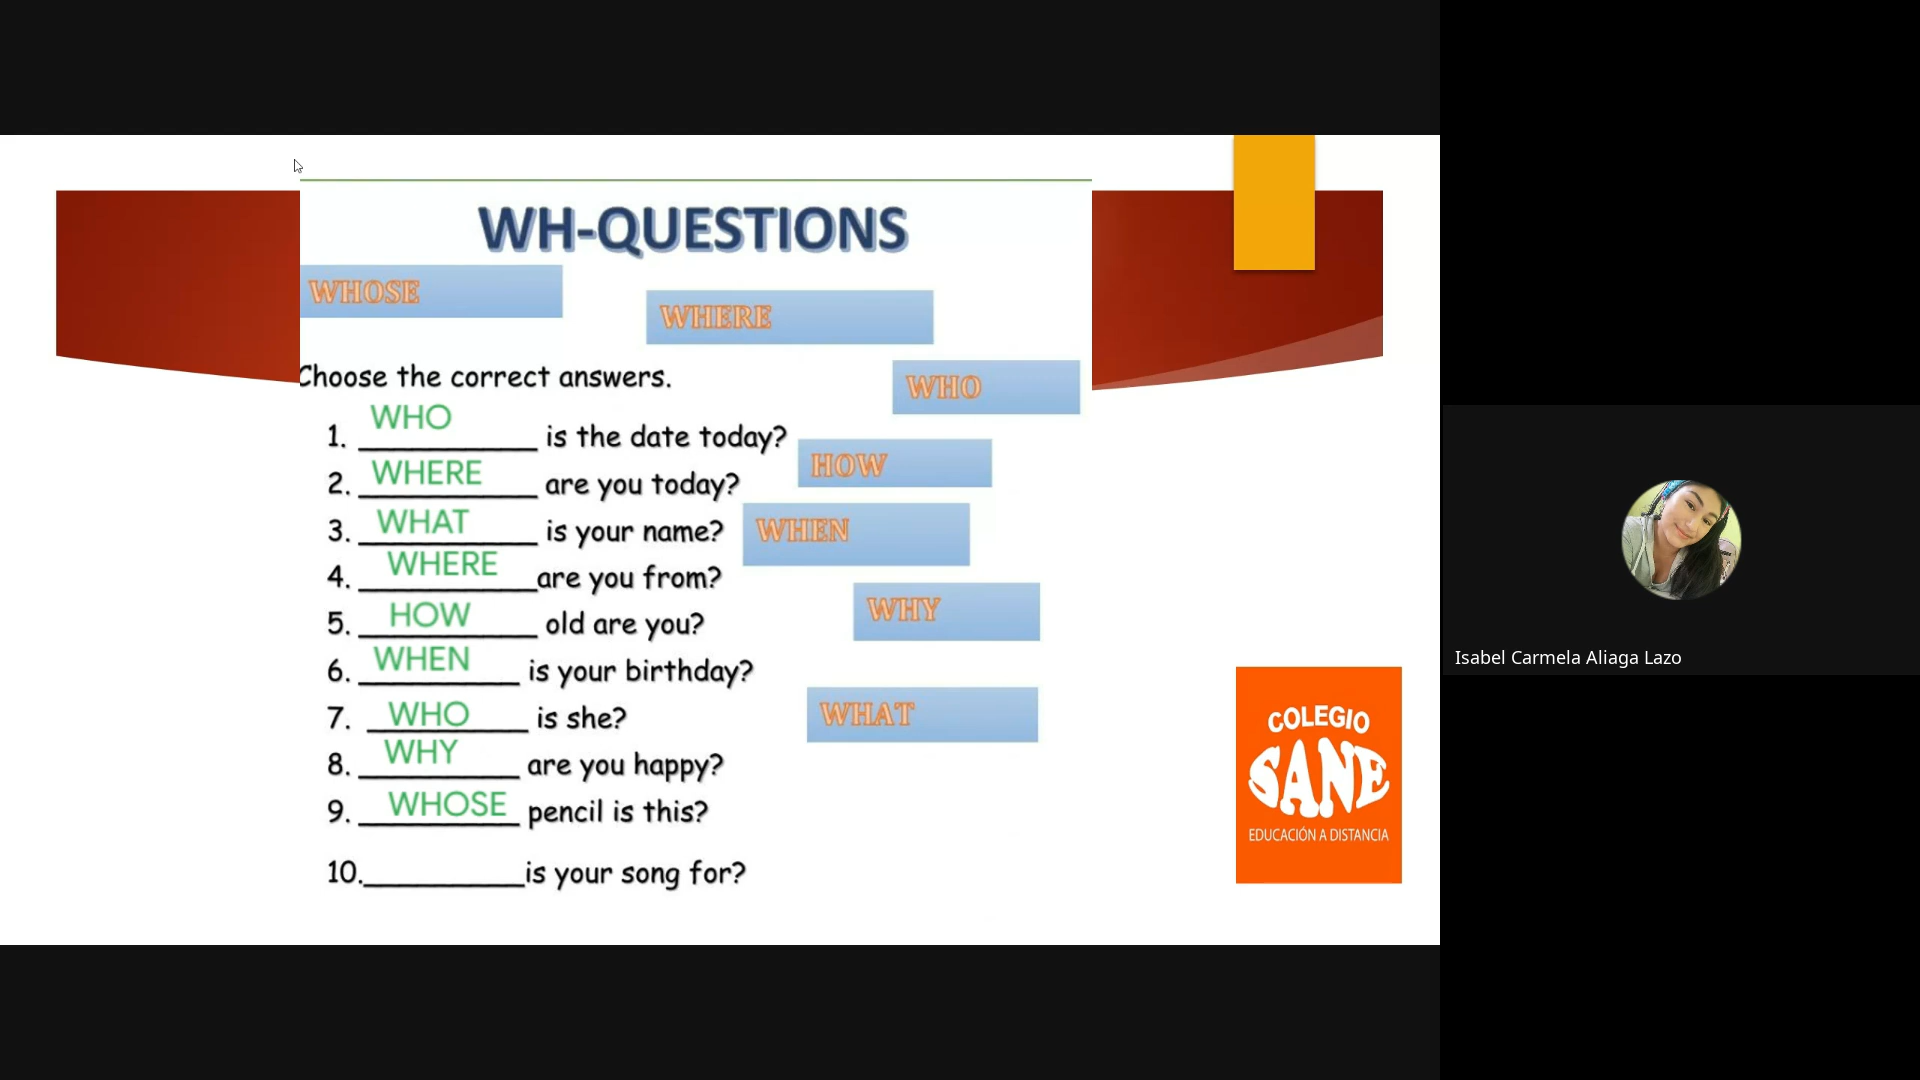 WH-QUESTIONS
WHOSE
WHERE
Choose the correct answers.
WHO
1. WHO is the date today?
HOW
2. WHERE are you today?
WHEN
3. WHAT is your name?
4. WHERE are you from?
WHY
5. HOW old are you?
6. WHEN is your birthday?
WHAT
7. WHO is she?
8. WHY are you happy?
9. WHOSE pencil is this?
10.__________is your song for?
COLEGIO
SANE
EDUCACIÓN A DISTANCIA
Isabel Carmela Aliaga Lazo